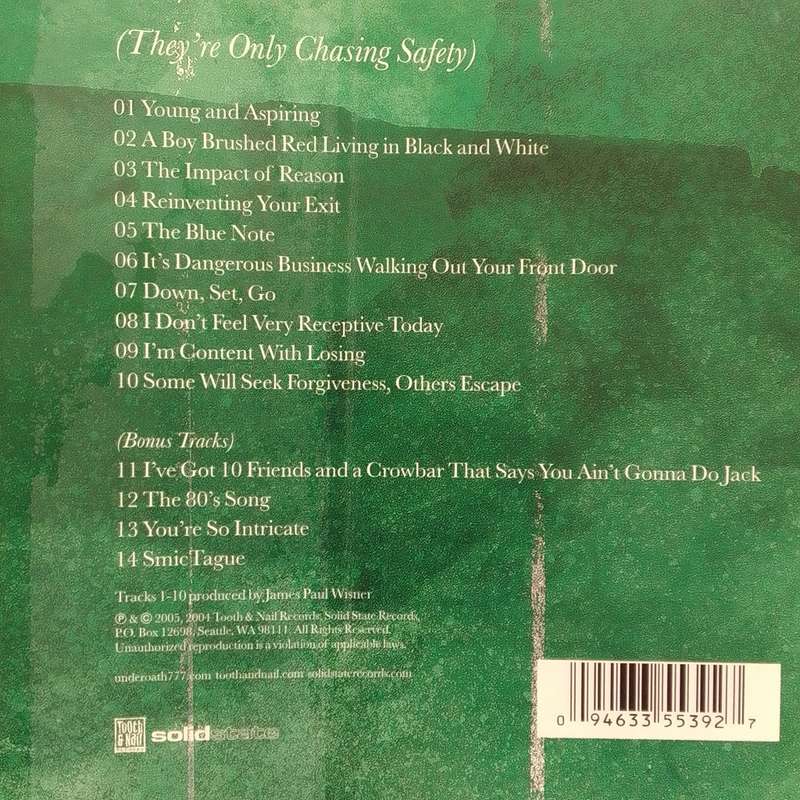 (They're Only Chasing Safety)
01 Young and Aspiring
02 A Boy Brushed Red Living in Black and White
03 The Impact of Reason
04 Reinventing Your Exit
05 The Blue Note
06 It's Dangerous Business Walking Out Your Front Door
07 Down, Set, Go
08 I Don't Feel Very Receptive Today
09 I'm Content With Losing
10 Some Will Seek Forgiveness, Others Escape
(Bonus Tracks)
11 I've Got 10 Friends and a Crowbar That Says You Ain't Gonna Do Jack
12 The 80's Song
13 You're So Intricate
14 SmicTague
Tracks 1-10 produced by James Paul Wisner
℗ & © 2005, 2004 Tooth & Nail Records, Solid State Records,
P.O. Box 12698, Seattle, WA 98111. All Rights Reserved.
Unauthorized reproduction is a violation of applicable laws.
underoath777.com toothandnail.com solidstaterecords.com
Tooth & Nail
solidstate
0 94633 55392 7